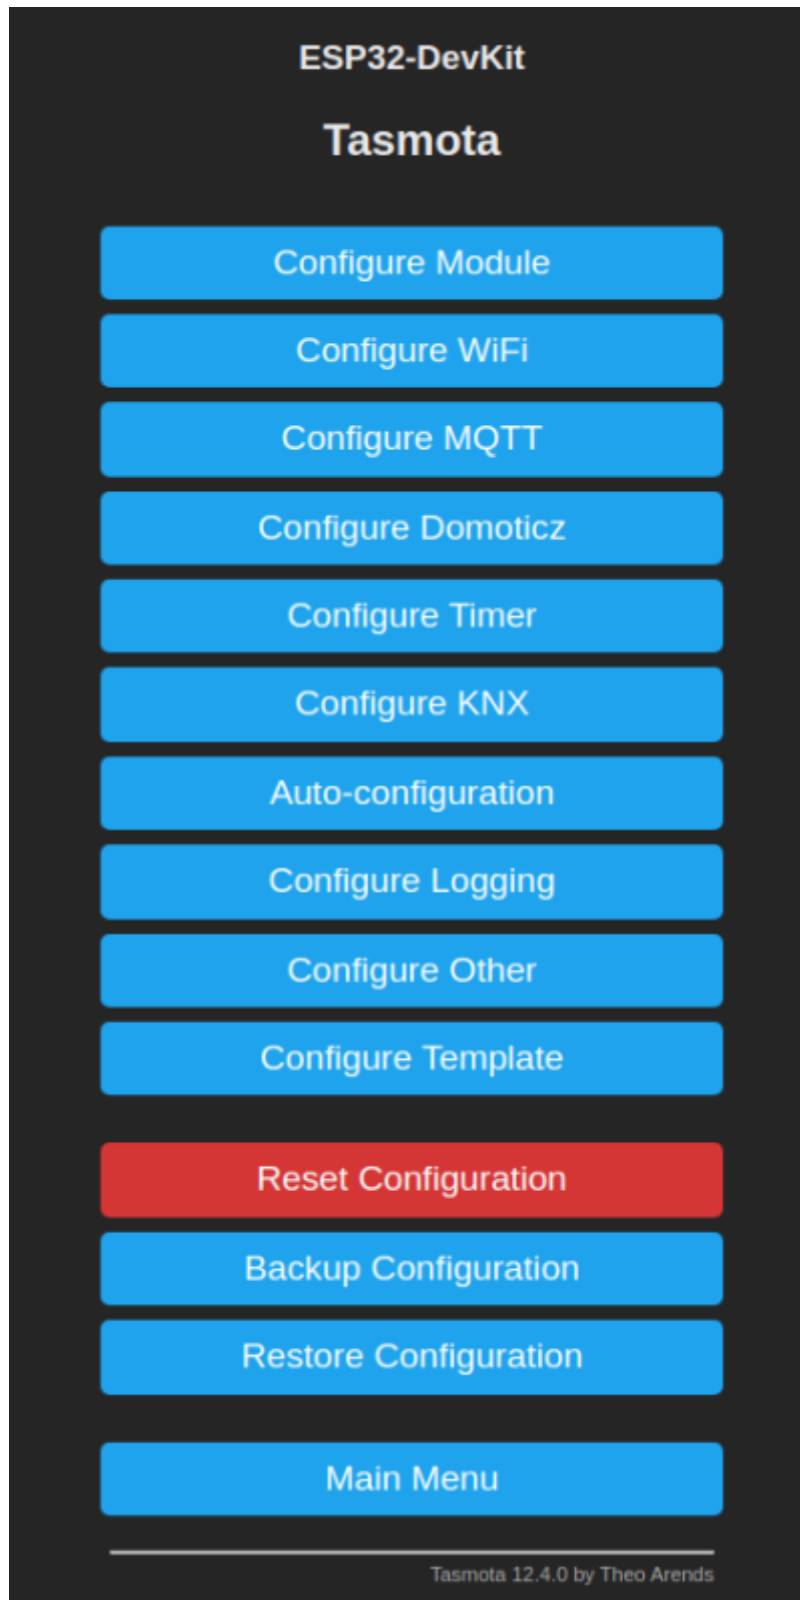 ESP32-DevKit
Tasmota
Configure Module
Configure WiFi
Configure MQTT
Configure Domoticz
Configure Timer
Configure KNX
Auto-configuration
Configure Logging
Configure Other
Configure Template
Reset Configuration
Backup Configuration
Restore Configuration
Main Menu
Tasmota 12.4.0 by Theo Arends